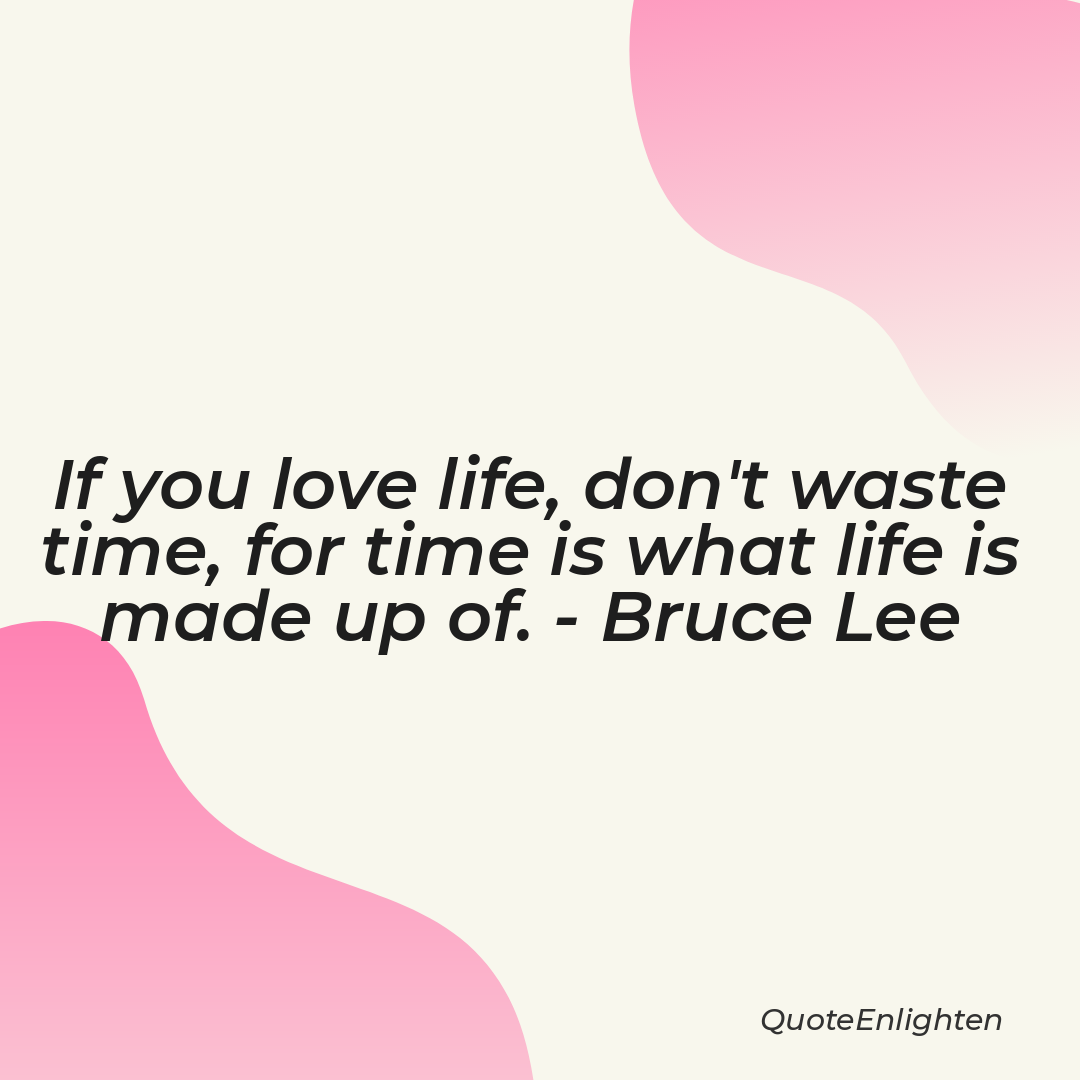 If you love life, don't waste
time, for time is what life is
made up of. - Bruce Lee
QuoteEnlighten